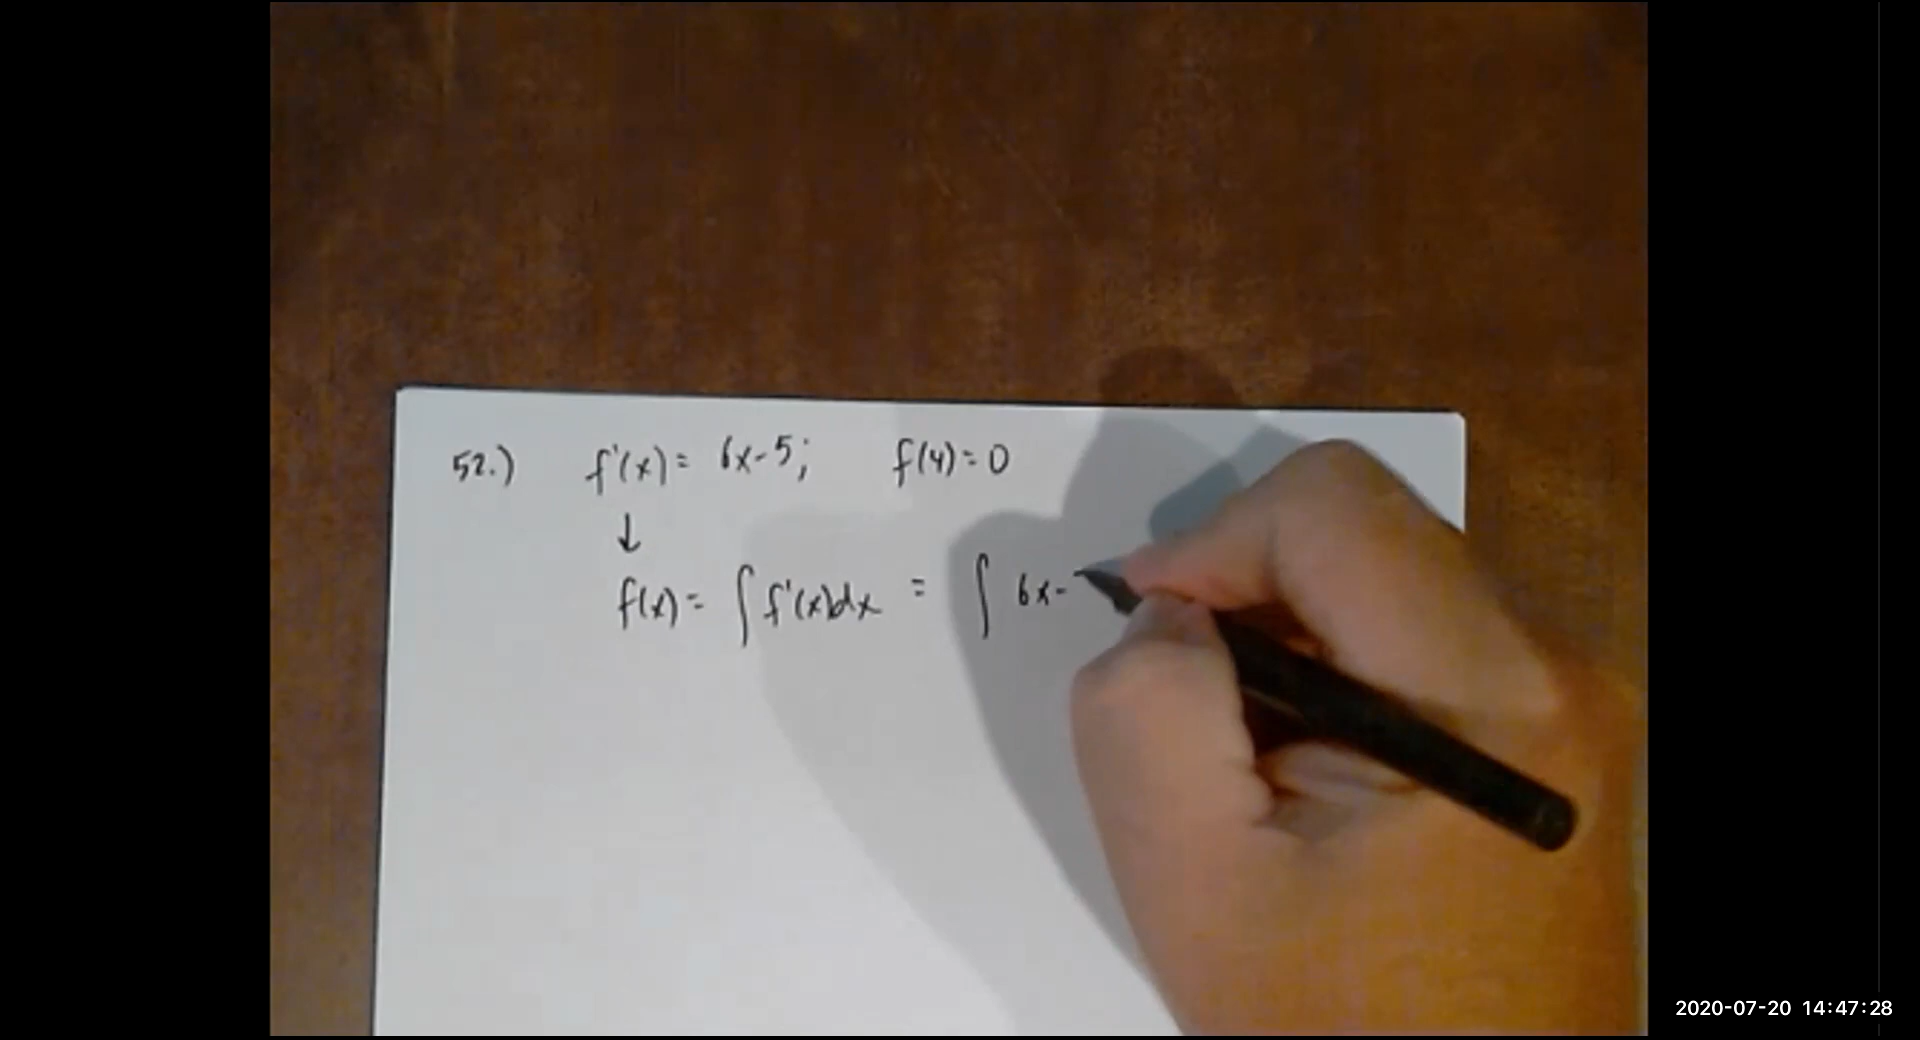 52.) f'(x) = 6x-5; f(4)=0
↓
f(x) = ∫ f'(x)dx = ∫ 6x-
2020-07-20 14:47:28